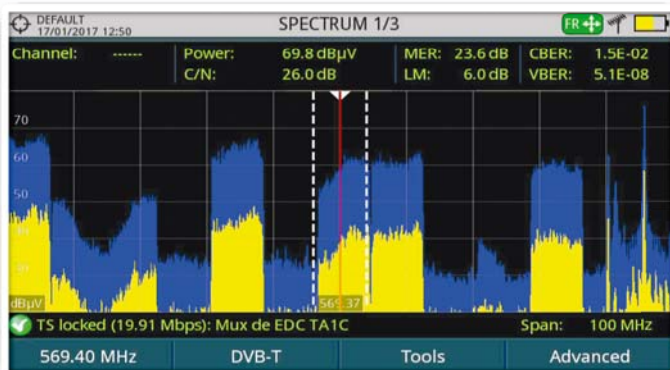 DEFAULT
17/01/2017 12:50
SPECTRUM 1/3
FR
Channel: ------ Power: 69.8 dBµV MER: 23.6 dB CBER: 1.5E-02
C/N: 26.0 dB LM: 6.0 dB VBER: 5.1E-08
70
60
50
dBµV
569.37
TS locked (19.91 Mbps): Mux de EDC TA1C Span: 100 MHz
569.40 MHz DVB-T Tools Advanced